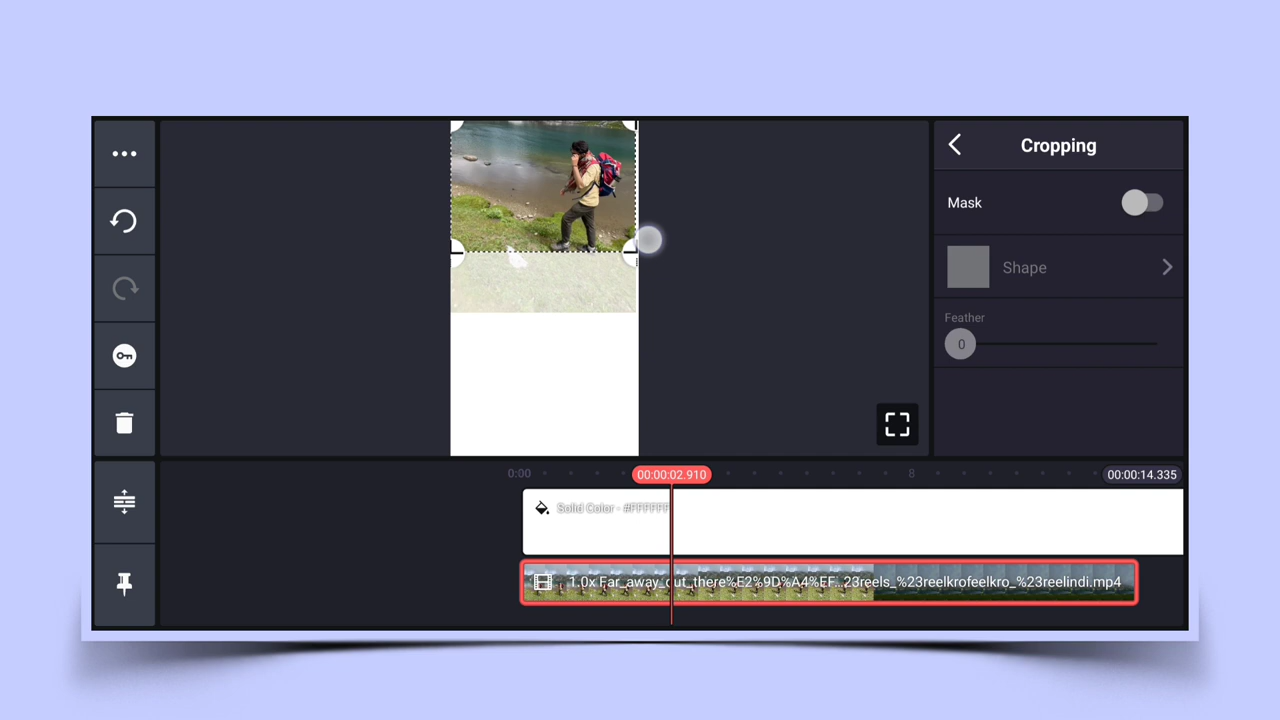 Cropping
Mask
Shape
Feather
0
0:00
00:00:02.910
8
00:00:14.335
Solid Color - #FFFFFF
1.0x Far_away_out_there%E2%9D%A4%EF...23reels_%23reelkrofeelkro_%23reelindi.mp4